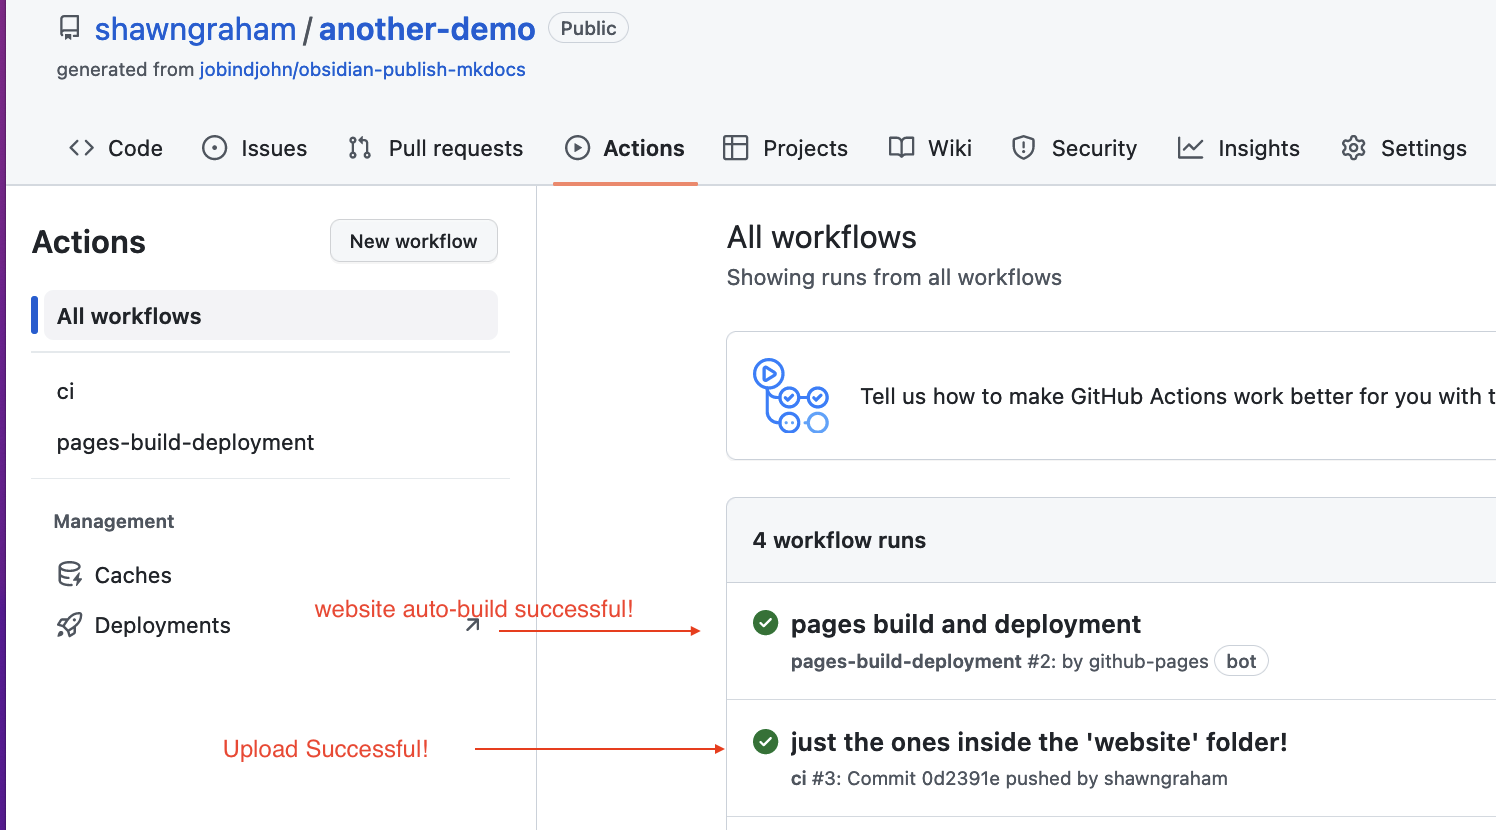 shawngraham / another-demo Public
generated from jobindjohn/obsidian-publish-mkdocs
Code Issues Pull requests Actions Projects Wiki Security Insights Settings
Actions New workflow
All workflows
ci
pages-build-deployment
Management
Caches
Deployments
website auto-build successful!
Upload Successful!
All workflows
Showing runs from all workflows
Tell us how to make GitHub Actions work better for you with t
4 workflow runs
pages build and deployment
pages-build-deployment #2: by github-pages bot
just the ones inside the 'website' folder!
ci #3: Commit 0d2391e pushed by shawngraham